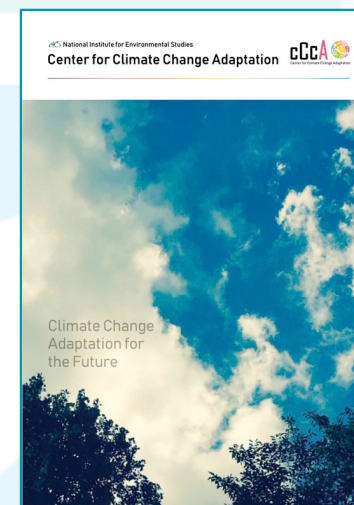 National Institute for Environmental Studies
Center for Climate Change Adaptation
CCCA
Center for Climate Change Adaptation
Climate Change
Adaptation for
the Future